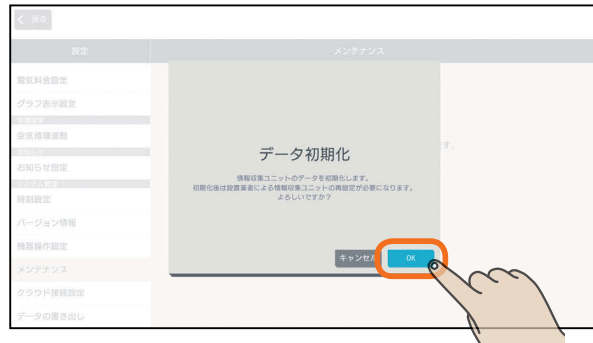 戻る
設定
メンテナンス
電気料金設定
グラフ表示設定
空気循環連動
お知らせ
お知らせ設定
時刻設定
バージョン情報
機器操作設定
メンテナンス
クラウド接続設定
データの書き出し
す。
データ初期化
情報収集ユニットのデータを初期化します。
初期化後は設置業者による情報収集ユニットの再設定が必要になります。
よろしいですか?
キャンセル
OK